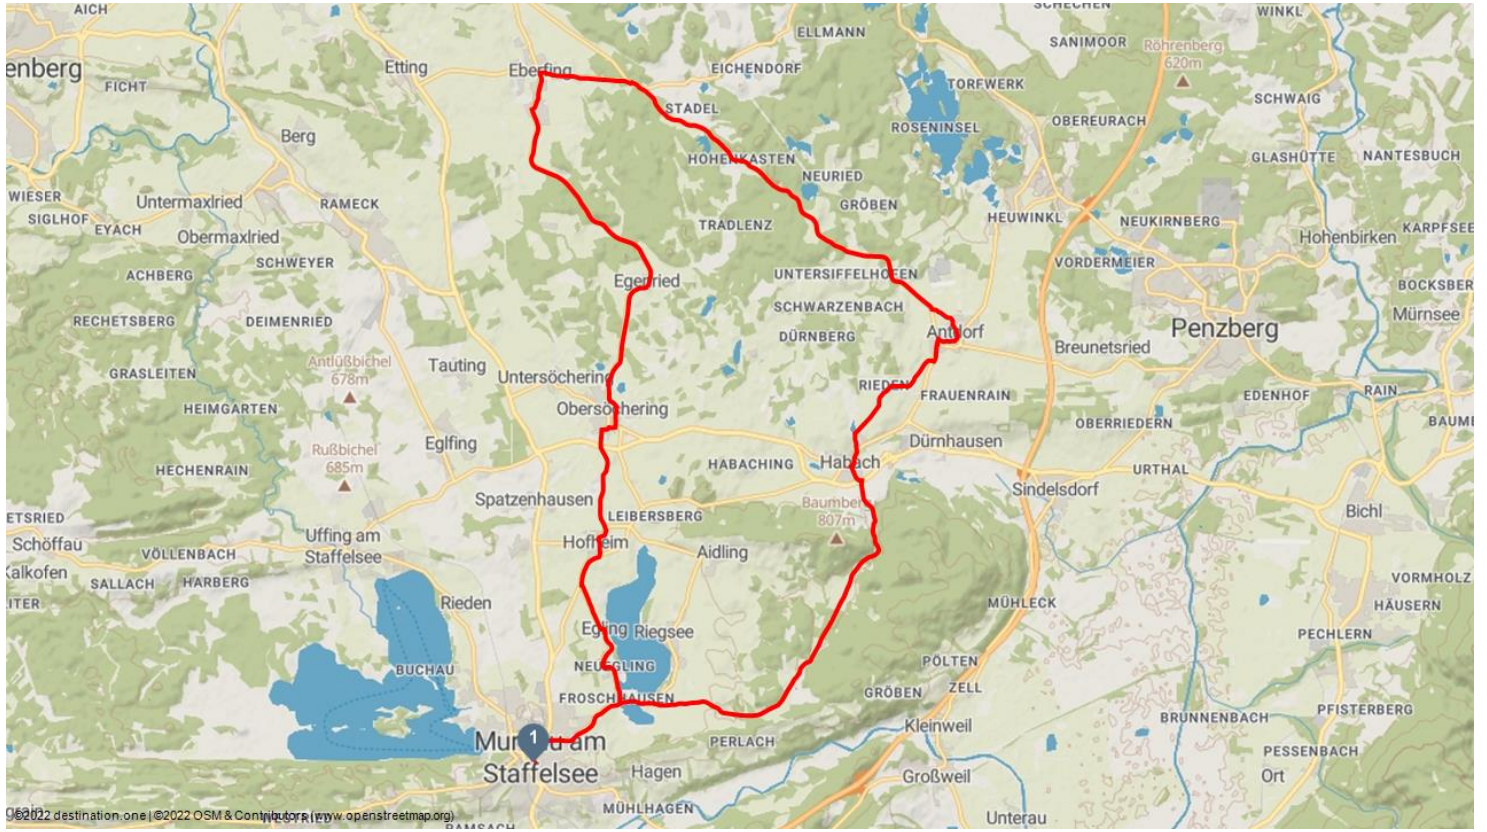 AICH
SCHECHEN
WINKL
ELLMANN
SANIMOOR
Röhrenberg
620m
enberg
Etting
Eberfing
EICHENDORF
FICHT
TORFWERK
SCHWAIG
STADEL
OBEREURACH
ROSENINSEL
Berg
HOHENKASTEN
GLASHÜTTE
NANTESBUCH
NEURIED
WIESER
Untermaxlried
RAMECK
GRÖBEN
SIGLHOF
EYACH
TRADLENZ
HEUWINKL
NEUKIRNBERG
KARPFSEE
Obermaxlried
Hohenbirken
ACHBERG
SCHWEYER
Egenried
UNTERSIFFELHOFEN
VORDERMEIER
BOCKSBER
SCHWARZENBACH
Mürnsee
RECHETSBERG
DEIMENRIED
DÜRNBERG
Antdorf
Penzberg
Breunetsried
Antlüßbichel
678m
GRASLEITEN
Tauting
Untersöchering
RIEDEN
FRAUENRAIN
EDENHOF
RAIN
HEIMGARTEN
Obersöchering
OBERRIEDERN
BAUME
Eglfing
Dürnhausen
Rußbichel
685m
HECHENRAIN
HABACHING
Habach
URTHAL
Spatzenhausen
Sindelsdorf
Baumberg
807m
ETSRIED
LEIBERSBERG
Bichl
Schöffau
Uffing am
Staffelsee
VÖLLENBACH
Hofheim
Aidling
Kalkofen
SALLACH
HARBERG
VORMHOLZ
EITER
Rieden
MÜHLECK
HÄUSERN
Egling
Riegsee
PECHLERN
BUCHAU
NEUEGLING
PÖLTEN
FROSCHHAUSEN
GRÖBEN
ZELL
PFISTERBERG
Kleinweil
BRUNNENBACH
1
Murnau am
Staffelsee
PERLACH
PESSENBACH
Hagen
Großweil
Ort
MÜHLHAGEN
Unterau
©2022 destination.one | ©2022 OSM & Contributors (www.openstreetmap.org)
RAMSACH